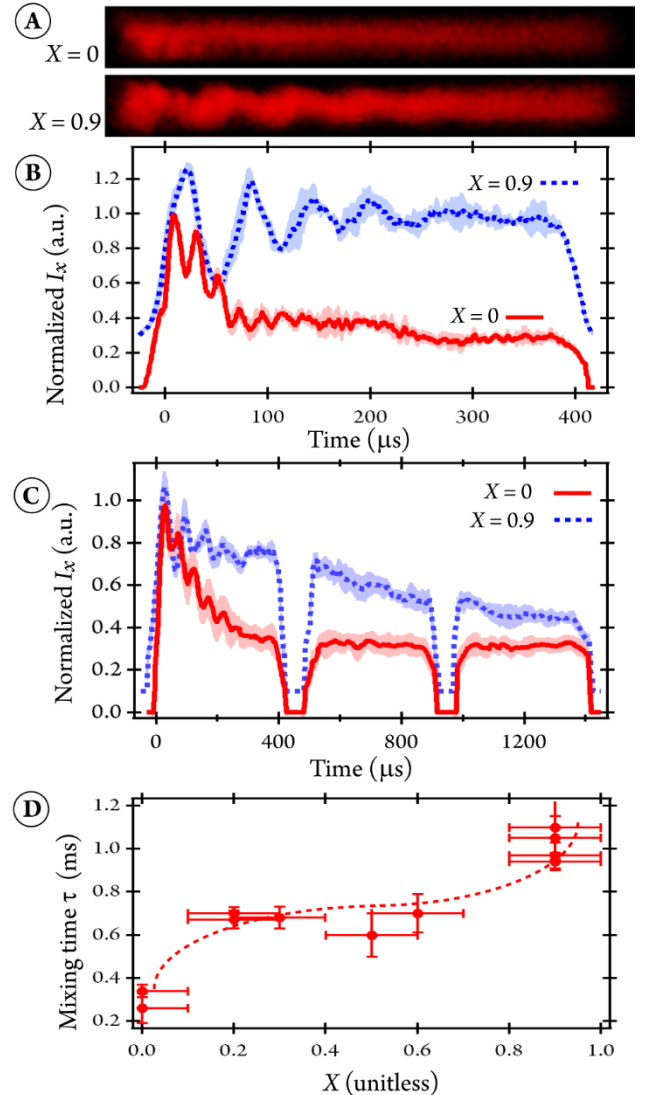 A
X = 0
X = 0.9
B
Normalized Ix (a.u.)
1.2
1.0
0.8
0.6
0.4
0.2
0.0
X = 0.9
X = 0
0 100 200 300 400
Time (μs)
C
Normalized Ix (a.u.)
1.0
0.8
0.6
0.4
0.2
0.0
X = 0
X = 0.9
0 400 800 1200
Time (μs)
D
Mixing time τ (ms)
1.2
1.0
0.8
0.6
0.4
0.2
0.0 0.2 0.4 0.6 0.8 1.0
X (unitless)